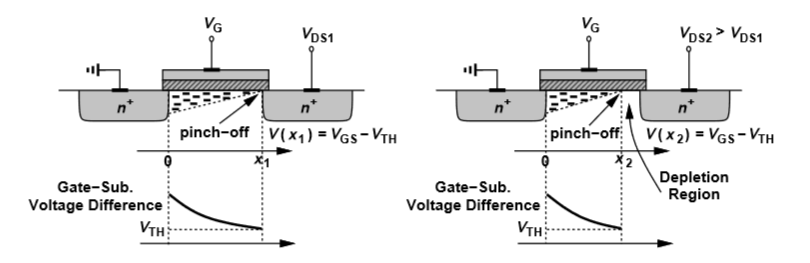 V_G
V_DS1
n⁺
n⁺
pinch–off
V(x₁) = V_GS – V_TH
0
x₁
Gate–Sub.
Voltage Difference
V_TH
V_G
V_DS2 > V_DS1
n⁺
n⁺
pinch–off
V(x₂) = V_GS – V_TH
0
x₂
Depletion
Region
Gate–Sub.
Voltage Difference
V_TH